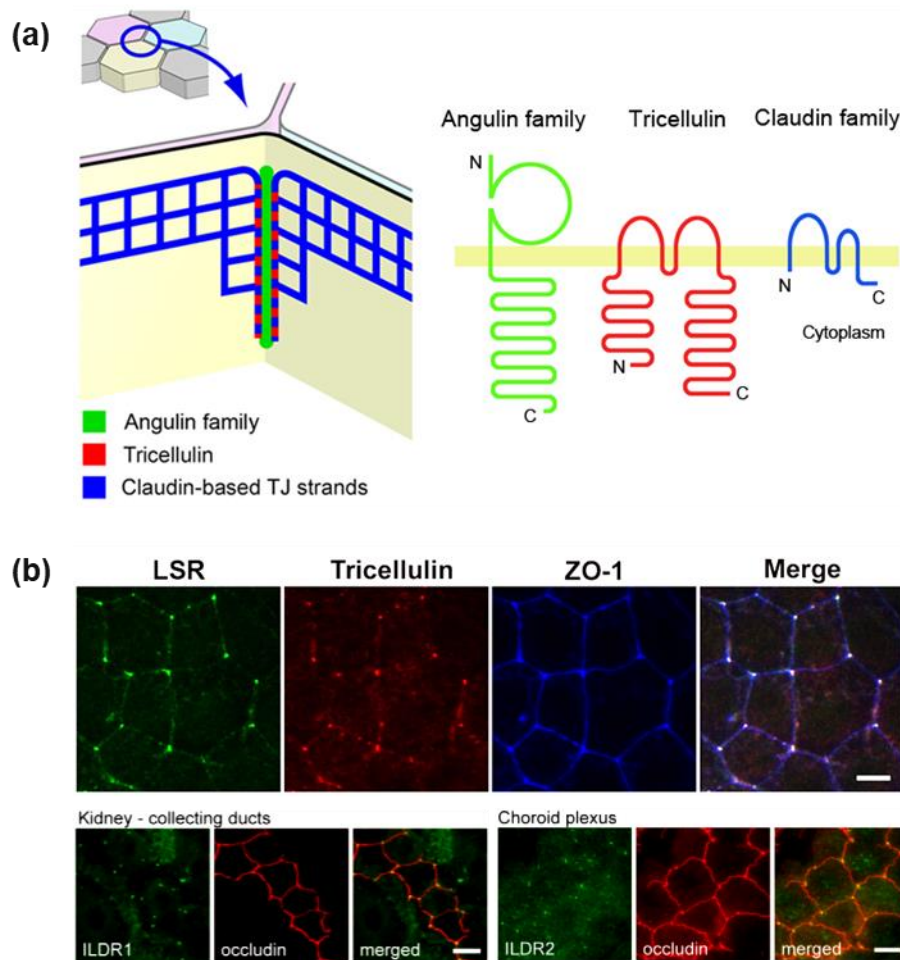 (a)
Angulin family Tricellulin Claudin family
N
N
C
Cytoplasm
N
C
C
Angulin family
Tricellulin
Claudin-based TJ strands
(b)
LSR Tricellulin ZO-1 Merge
Kidney - collecting ducts Choroid plexus
ILDR1 occludin merged ILDR2 occludin merged